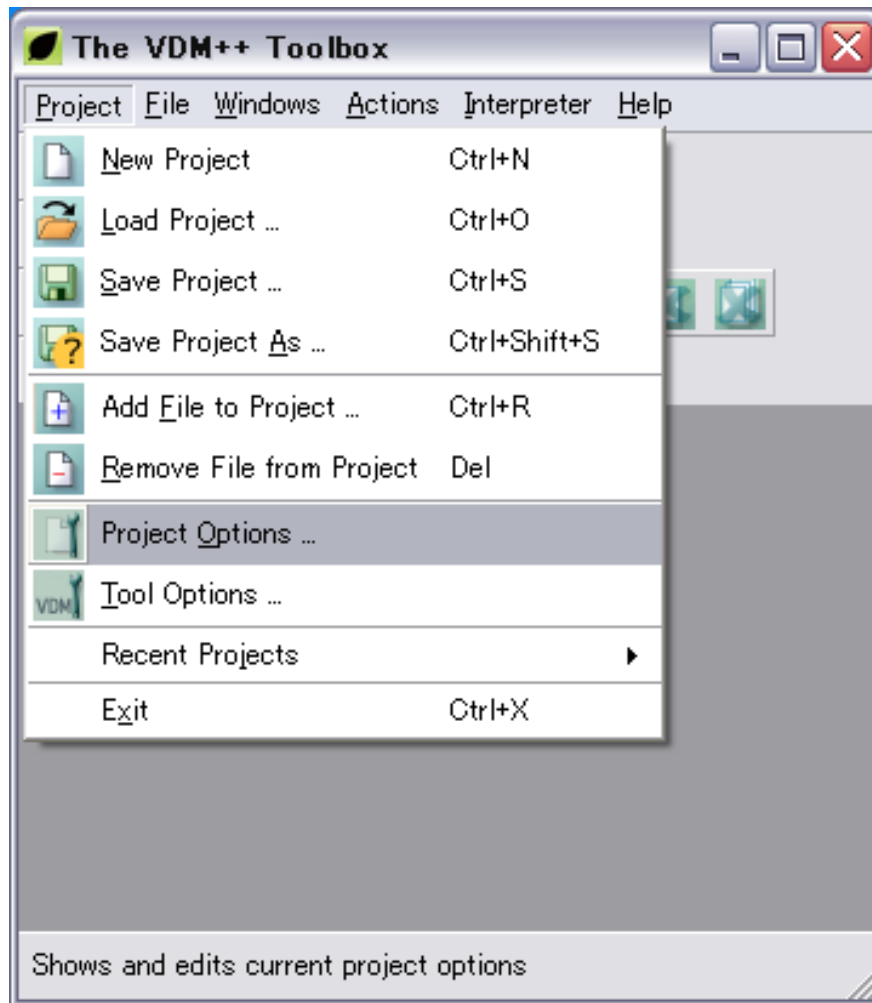 The VDM++ Toolbox
Project File Windows Actions Interpreter Help
New Project Ctrl+N
Load Project ... Ctrl+O
Save Project ... Ctrl+S
Save Project As ... Ctrl+Shift+S
Add File to Project ... Ctrl+R
Remove File from Project Del
Project Options ...
VDM Tool Options ...
Recent Projects
Exit Ctrl+X
Shows and edits current project options